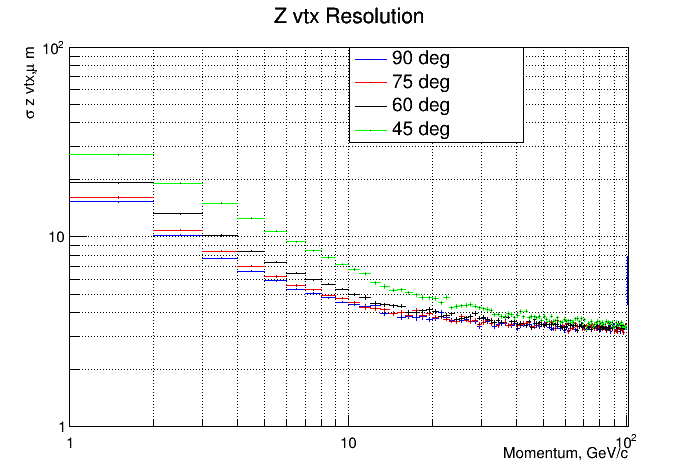 Z vtx Resolution
σ z vtx,μ m
10²
10
1
90 deg
75 deg
60 deg
45 deg
1
10
10²
Momentum, GeV/c